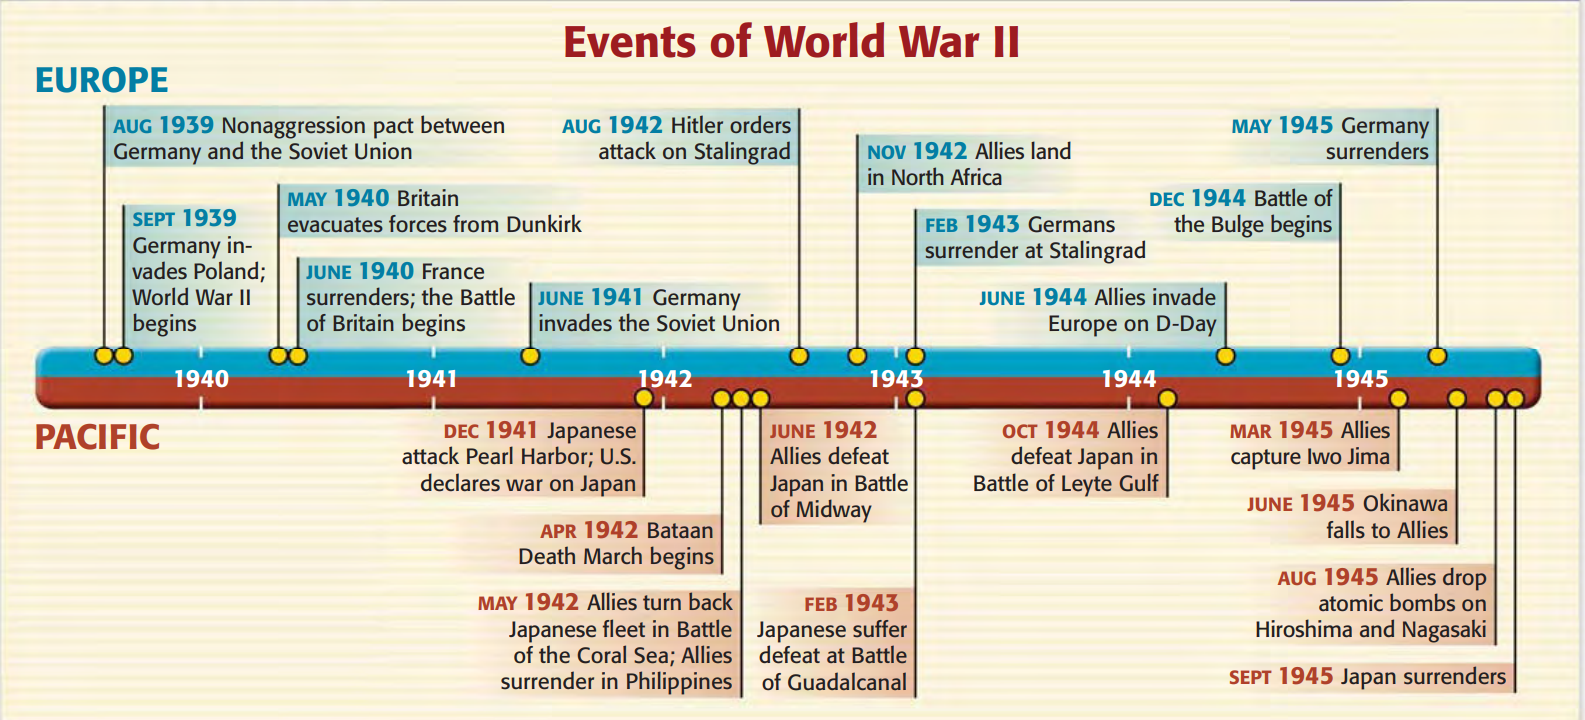 Events of World War II
EUROPE
AUG 1939 Nonaggression pact between
Germany and the Soviet Union
SEPT 1939
Germany in-
vades Poland;
World War II
begins
MAY 1940 Britain
evacuates forces from Dunkirk
JUNE 1940 France
surrenders; the Battle
of Britain begins
JUNE 1941 Germany
invades the Soviet Union
AUG 1942 Hitler orders
attack on Stalingrad
NOV 1942 Allies land
in North Africa
FEB 1943 Germans
surrender at Stalingrad
JUNE 1944 Allies invade
Europe on D-Day
DEC 1944 Battle of
the Bulge begins
MAY 1945 Germany
surrenders
1940 1941 1942 1943 1944 1945
PACIFIC
DEC 1941 Japanese
attack Pearl Harbor; U.S.
declares war on Japan
APR 1942 Bataan
Death March begins
MAY 1942 Allies turn back
Japanese fleet in Battle
of the Coral Sea; Allies
surrender in Philippines
JUNE 1942
Allies defeat
Japan in Battle
of Midway
FEB 1943
Japanese suffer
defeat at Battle
of Guadalcanal
OCT 1944 Allies
defeat Japan in
Battle of Leyte Gulf
MAR 1945 Allies
capture Iwo Jima
JUNE 1945 Okinawa
falls to Allies
AUG 1945 Allies drop
atomic bombs on
Hiroshima and Nagasaki
SEPT 1945 Japan surrenders